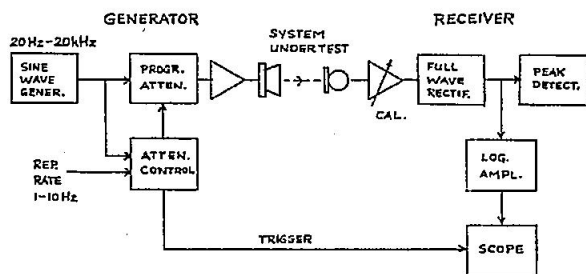 GENERATOR
RECEIVER
20Hz-20kHz
SYSTEM
UNDER TEST
SINE
WAVE
GENER.
PROGR.
ATTEN.
CAL.
FULL
WAVE
RECTIF.
PEAK
DETECT.
REP.
RATE
1-10Hz
ATTEN.
CONTROL
LOG.
AMPL.
TRIGGER
SCOPE